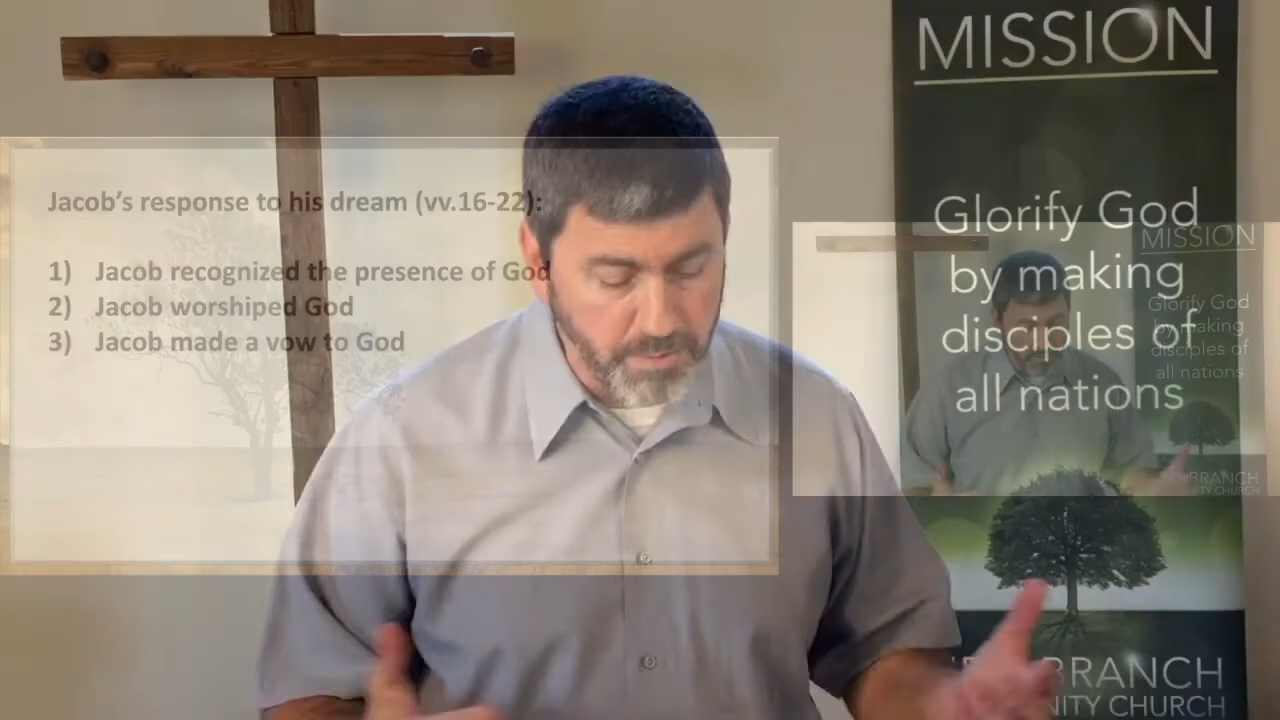 Jacob's response to his dream (vv.16-22):
1) Jacob recognized the presence of God
2) Jacob worshiped God
3) Jacob made a vow to God
MISSION
Glorify God
by making
disciples of
all nations
BRANCH
NITY CHURCH
MISSION
Glorify God
by making
disciples of
all nations
BRANCH
TY CHURCH